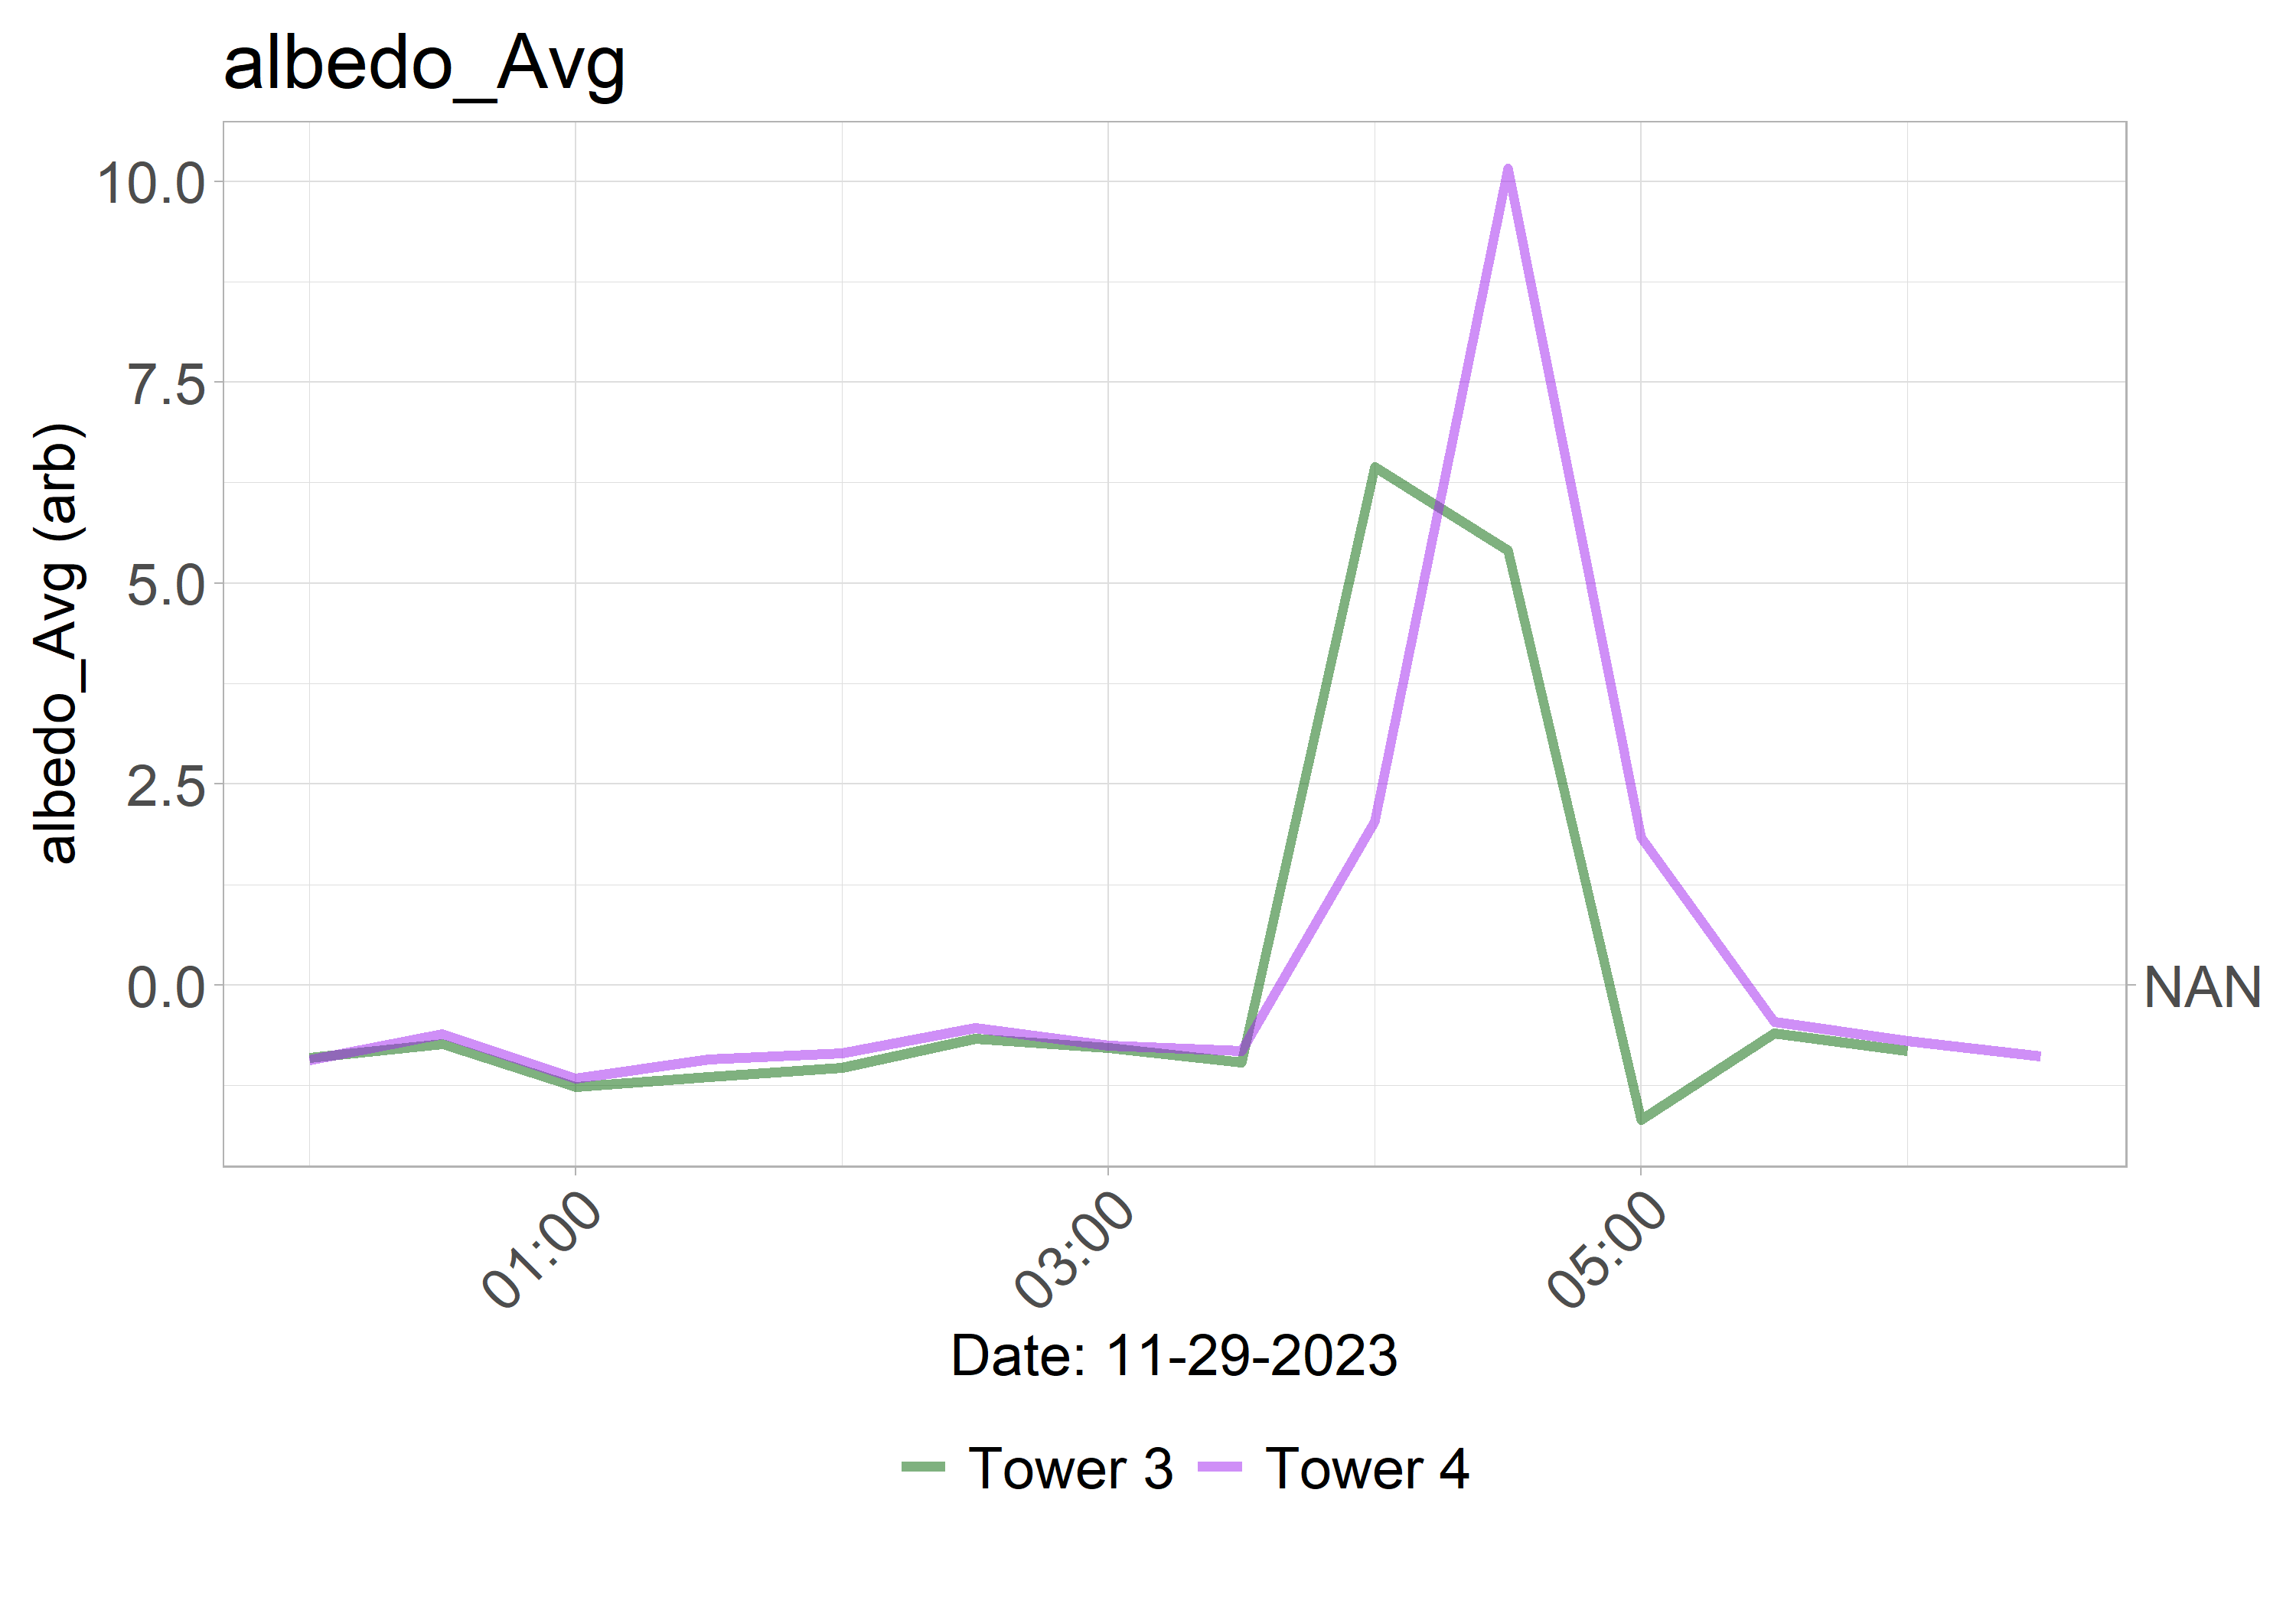 albedo_Avg
albedo_Avg (arb)
10.0
7.5
5.0
2.5
0.0
NAN
01:00
03:00
05:00
Date: 11-29-2023
Tower 3
Tower 4